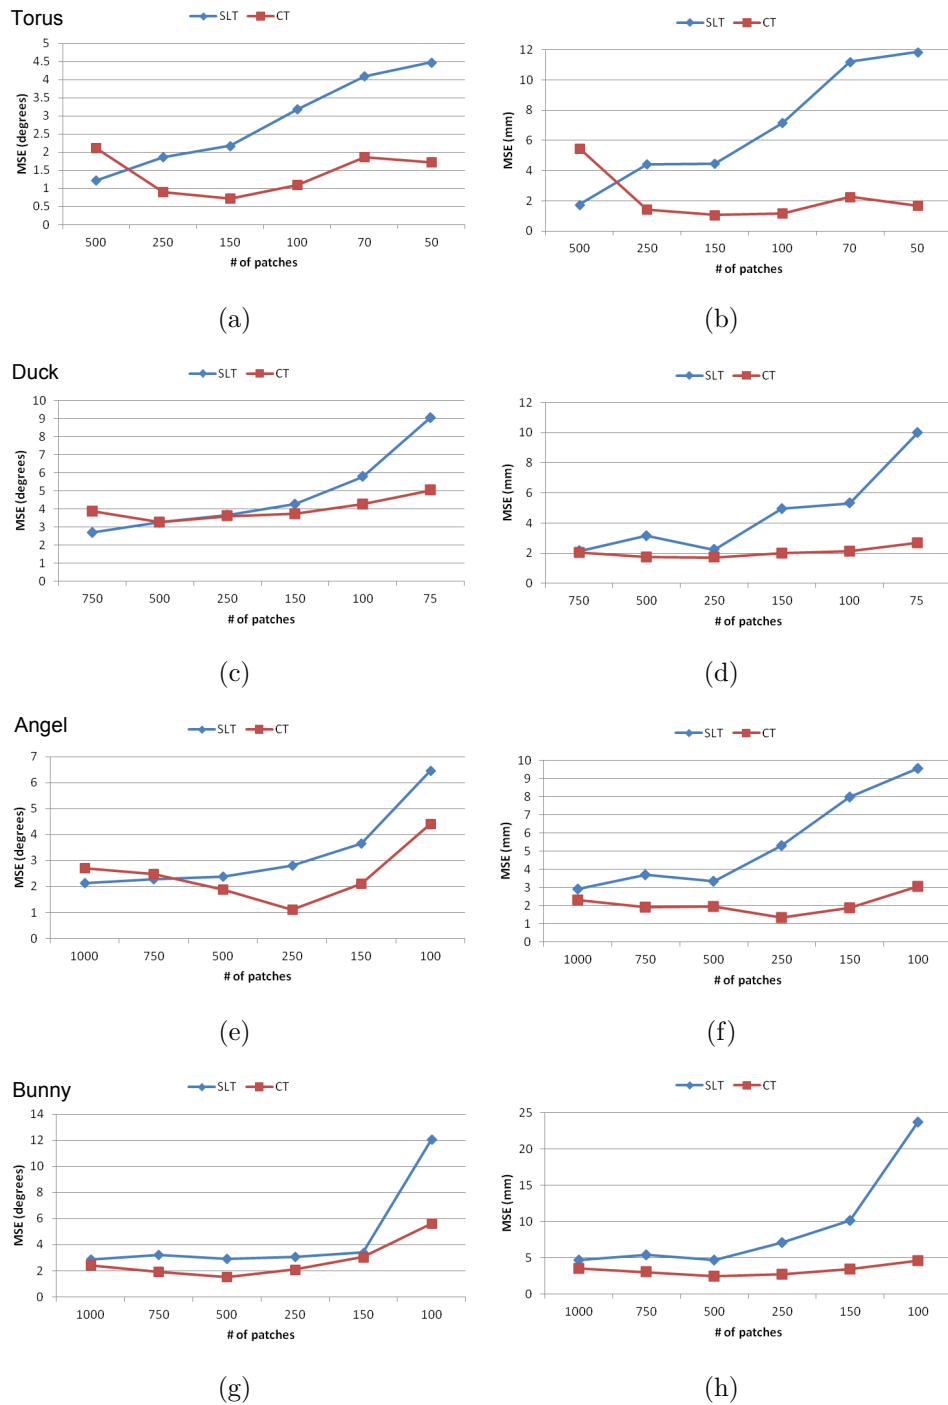 Torus
SLT CT
MSE (degrees)
5
4.5
4
3.5
3
2.5
2
1.5
1
0.5
0
500 250 150 100 70 50
# of patches
(a)
SLT CT
MSE (mm)
12
10
8
6
4
2
0
500 250 150 100 70 50
# of patches
(b)
Duck
SLT CT
MSE (degrees)
10
9
8
7
6
5
4
3
2
1
0
750 500 250 150 100 75
# of patches
(c)
SLT CT
MSE (mm)
12
10
8
6
4
2
0
750 500 250 150 100 75
# of patches
(d)
Angel
SLT CT
MSE (degrees)
7
6
5
4
3
2
1
0
1000 750 500 250 150 100
# of patches
(e)
SLT CT
MSE (mm)
10
9
8
7
6
5
4
3
2
1
0
1000 750 500 250 150 100
# of patches
(f)
Bunny
SLT CT
MSE (degrees)
14
12
10
8
6
4
2
0
1000 750 500 250 150 100
# of patches
(g)
SLT CT
MSE (mm)
25
20
15
10
5
0
1000 750 500 250 150 100
# of patches
(h)